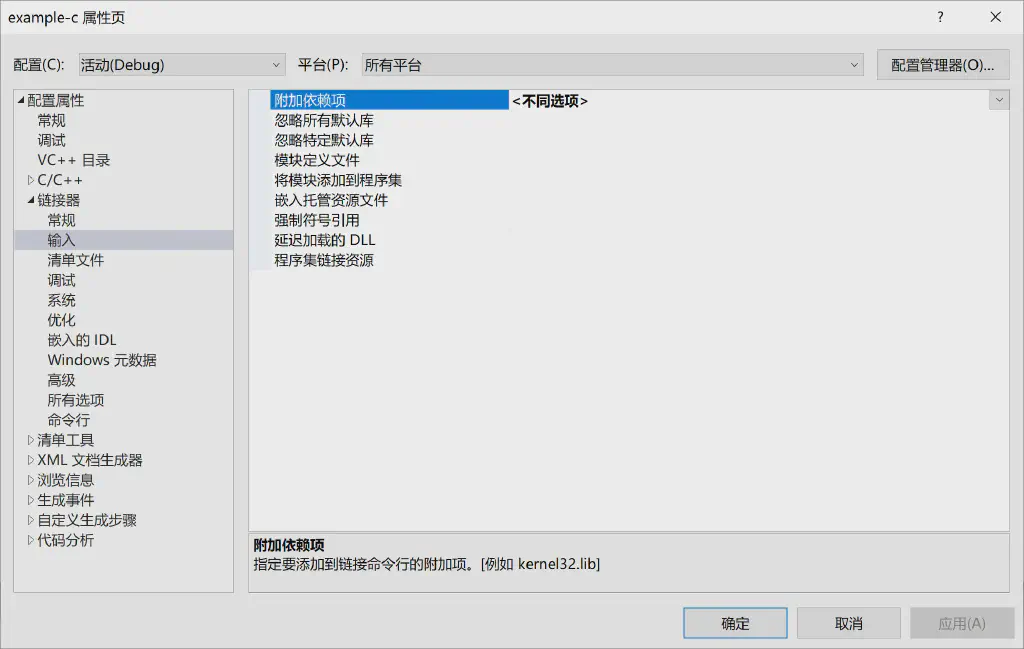 example-c 属性页
配置(C): 活动(Debug) 平台(P): 所有平台 配置管理器(O)...
配置属性
常规
调试
VC++ 目录
C/C++
链接器
常规
输入
清单文件
调试
系统
优化
嵌入的 IDL
Windows 元数据
高级
所有选项
命令行
清单工具
XML 文档生成器
浏览信息
生成事件
自定义生成步骤
代码分析
附加依赖项 <不同选项>
忽略所有默认库
忽略特定默认库
模块定义文件
将模块添加到程序集
嵌入托管资源文件
强制符号引用
延迟加载的 DLL
程序集链接资源
附加依赖项
指定要添加到链接命令行的附加项。[例如 kernel32.lib]
确定 取消 应用(A)